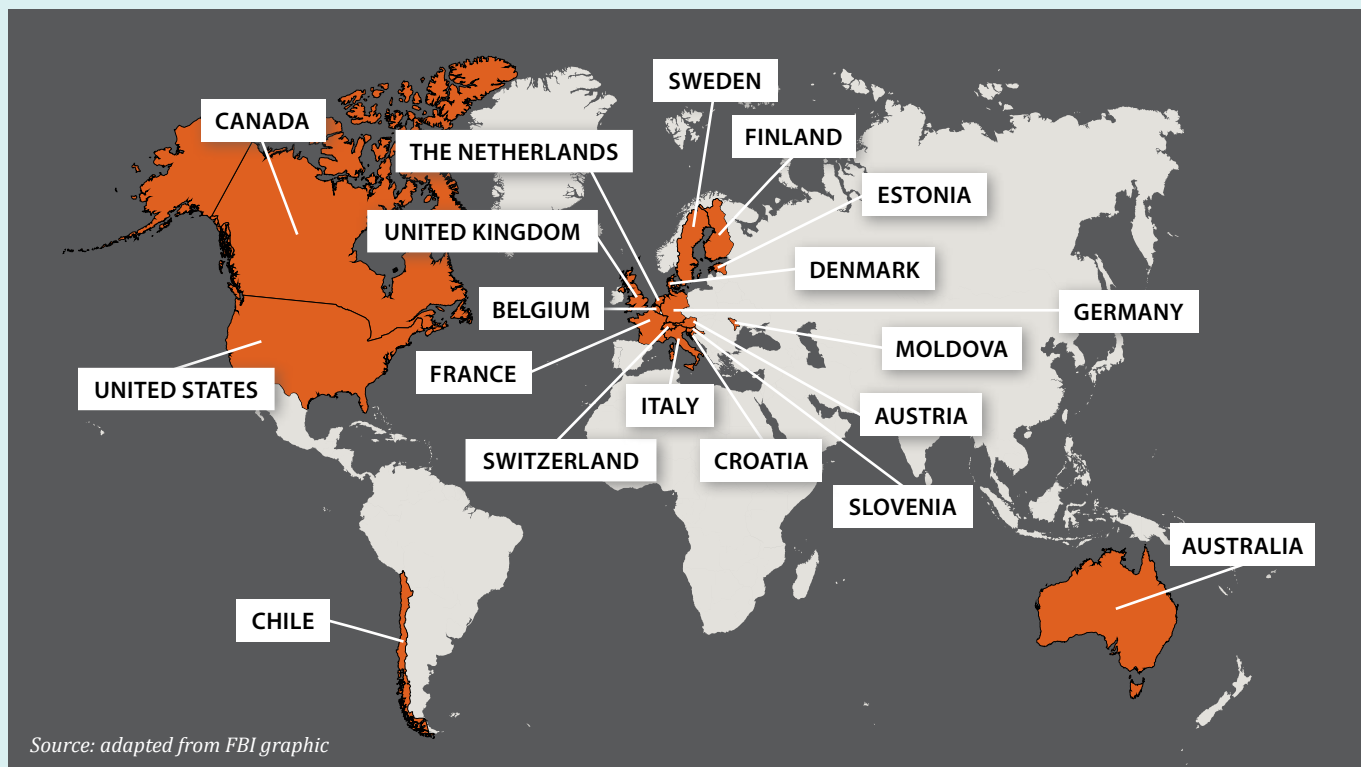 SWEDEN
CANADA
FINLAND
THE NETHERLANDS
ESTONIA
UNITED KINGDOM
DENMARK
BELGIUM
GERMANY
MOLDOVA
FRANCE
UNITED STATES
ITALY
AUSTRIA
SWITZERLAND
CROATIA
SLOVENIA
AUSTRALIA
CHILE
Source: adapted from FBI graphic